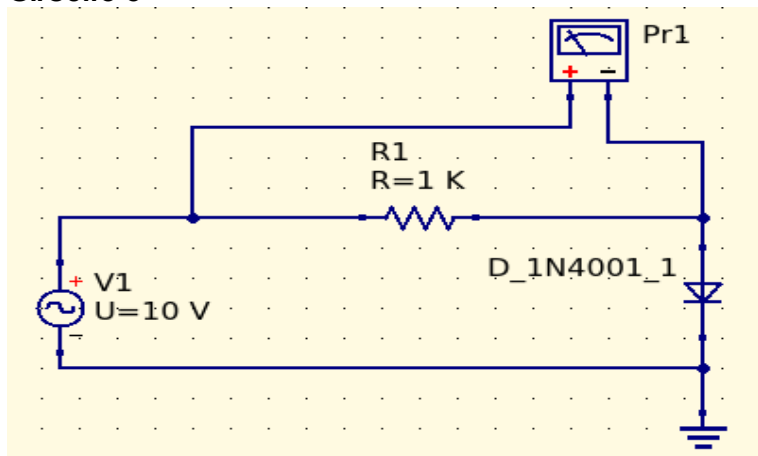 Pr1
+ −
R1
R=1 K
D_1N4001_1
+ V1
U=10 V
−